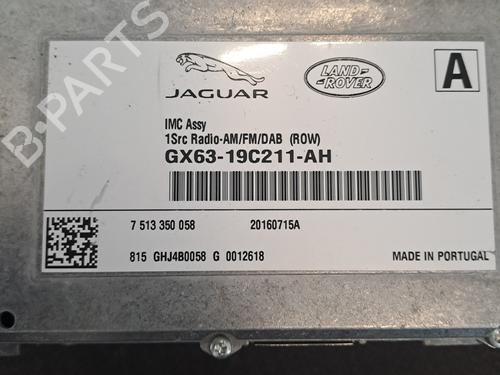 B-PARTS
JAGUAR
LAND
ROVER
A
IMC Assy
1Src Radio-AM/FM/DAB (ROW)
GX63-19C211-AH
7 513 350 058 20160715A
815 GHJ4B0058 G 0012618
MADE IN PORTUGAL